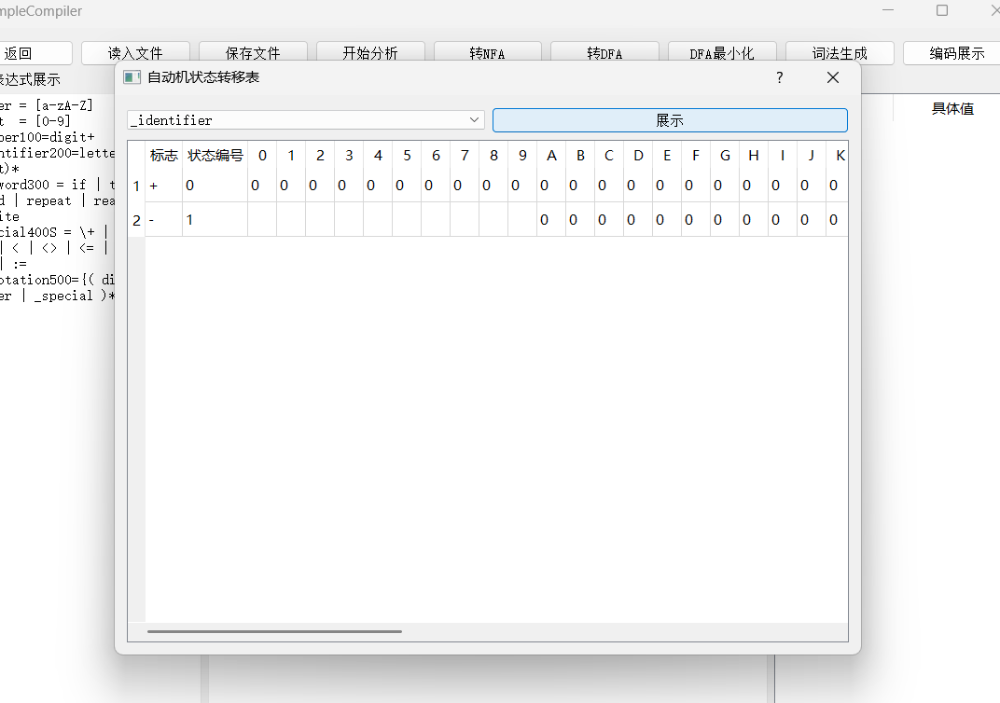 mpleCompiler
返回 读入文件 保存文件 开始分析 转NFA 转DFA DFA最小化 词法生成 编码展示
表达式展示
具体值
er = [a-zA-Z]
t = [0-9]
ber100=digit+
ntifier200=lette
t)*
word300 = if | t
d | repeat | rea
ite
cial400S = \+ |
| < | <> | <= |
| :=
otation500={( di
er | _special )*
自动机状态转移表 ?
_identifier 展示
标志 状态编号 0 1 2 3 4 5 6 7 8 9 A B C D E F G H I J K
1 + 0 0 0 0 0 0 0 0 0 0 0 0 0 0 0 0 0 0 0 0 0 0
2 - 1 0 0 0 0 0 0 0 0 0 0 0